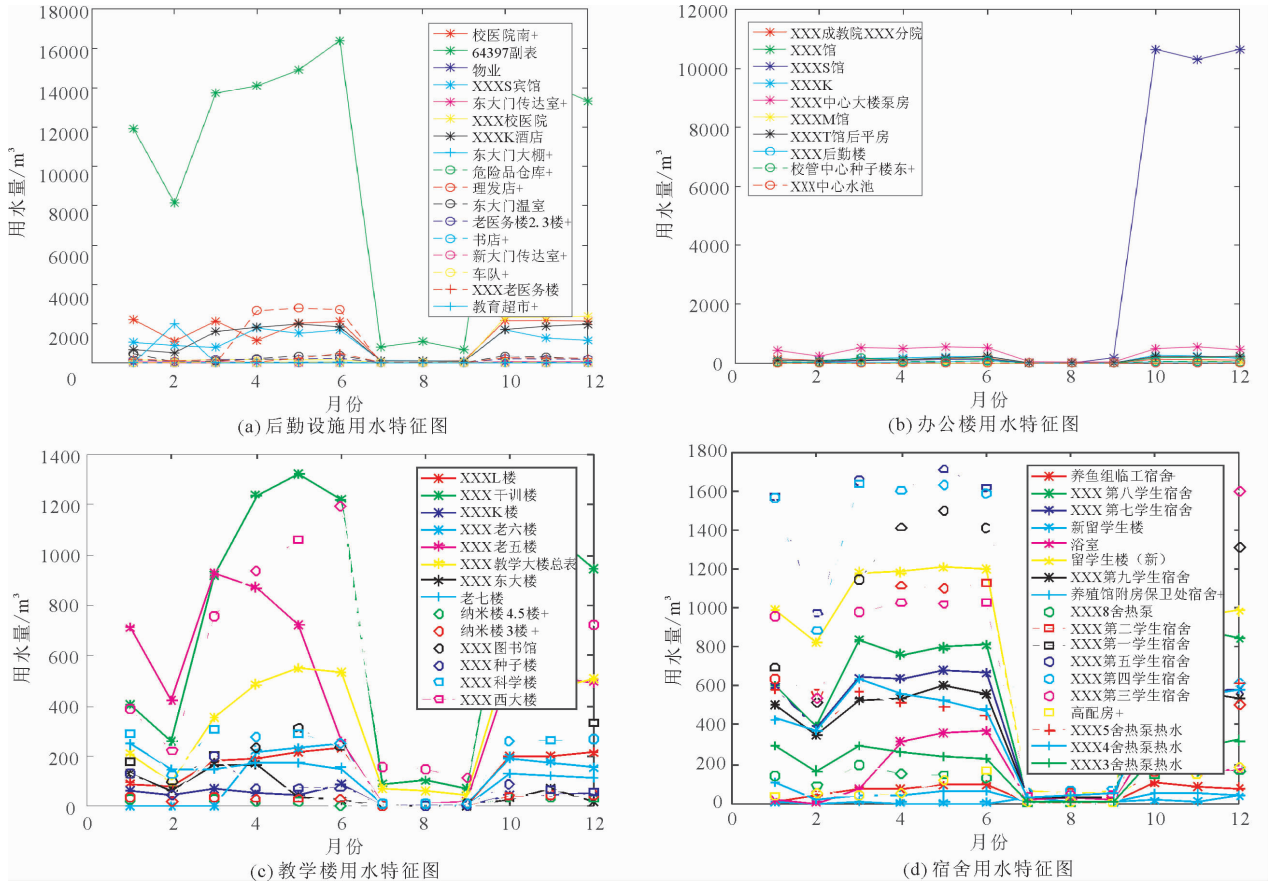 用水量/m³
18000
16000
14000
12000
10000
8000
6000
4000
2000
0
0 2 4 6 8 10 12
月份
校医院南+
64397副表
物业
XXXS宾馆
东大门传达室+
XXX校医院
XXXK酒店
东大门大棚+
危险品仓库+
理发店+
东大门温室
老医务楼2.3楼+
书店+
新大门传达室+
车队+
XXX老医务楼
教育超市+
(a)后勤设施用水特征图
用水量/m³
12000
10000
8000
6000
4000
2000
0
0 2 4 6 8 10 12
月份
XXX成教院XXX分院
XXX馆
XXXS馆
XXXK
XXX中心大楼泵房
XXXM馆
XXXT馆后平房
XXX后勤楼
校管中心种子楼东+
XXX中心水池
(b)办公楼用水特征图
用水量/m³
1400
1200
1000
800
600
400
200
0
0 2 4 6 8 10 12
月份
XXXL楼
XXX干训楼
XXXK楼
XXX老六楼
XXX老五楼
XXX教学大楼总表
XXX东大楼
老七楼
纳米楼4.5楼+
纳米楼3楼+
XXX图书馆
XXX种子楼
XXX科学楼
XXX西大楼
(c)教学楼用水特征图
用水量/m³
1800
1600
1400
1200
1000
800
600
400
200
0
0 2 4 6 8 10 12
月份
养鱼组临工宿舍
XXX第八学生宿舍
XXX第七学生宿舍
新留学生楼
浴室
留学生楼（新）
XXX第九学生宿舍
养殖馆附房保卫处宿舍+
XXX8舍热泵
XXX第二学生宿舍
XXX第一学生宿舍
XXX第五学生宿舍
XXX第四学生宿舍
XXX第三学生宿舍
高配房+
XXX5舍热泵热水
XXX4舍热泵热水
XXX3舍热泵热水
(d)宿舍用水特征图